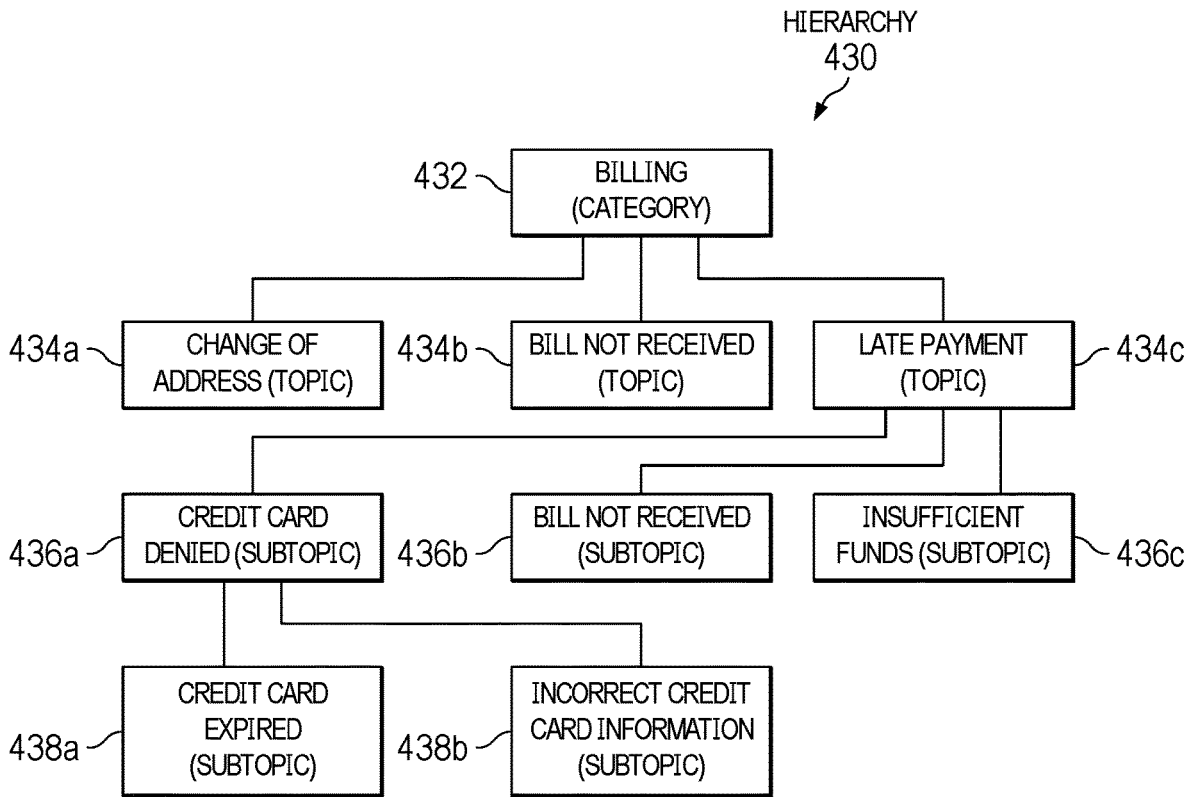 HIERARCHY
430
432
BILLING
(CATEGORY)
434a
CHANGE OF
ADDRESS (TOPIC)
434b
BILL NOT RECEIVED
(TOPIC)
LATE PAYMENT
(TOPIC)
434c
436a
CREDIT CARD
DENIED (SUBTOPIC)
436b
BILL NOT RECEIVED
(SUBTOPIC)
INSUFFICIENT
FUNDS (SUBTOPIC)
436c
438a
CREDIT CARD
EXPIRED
(SUBTOPIC)
438b
INCORRECT CREDIT
CARD INFORMATION
(SUBTOPIC)